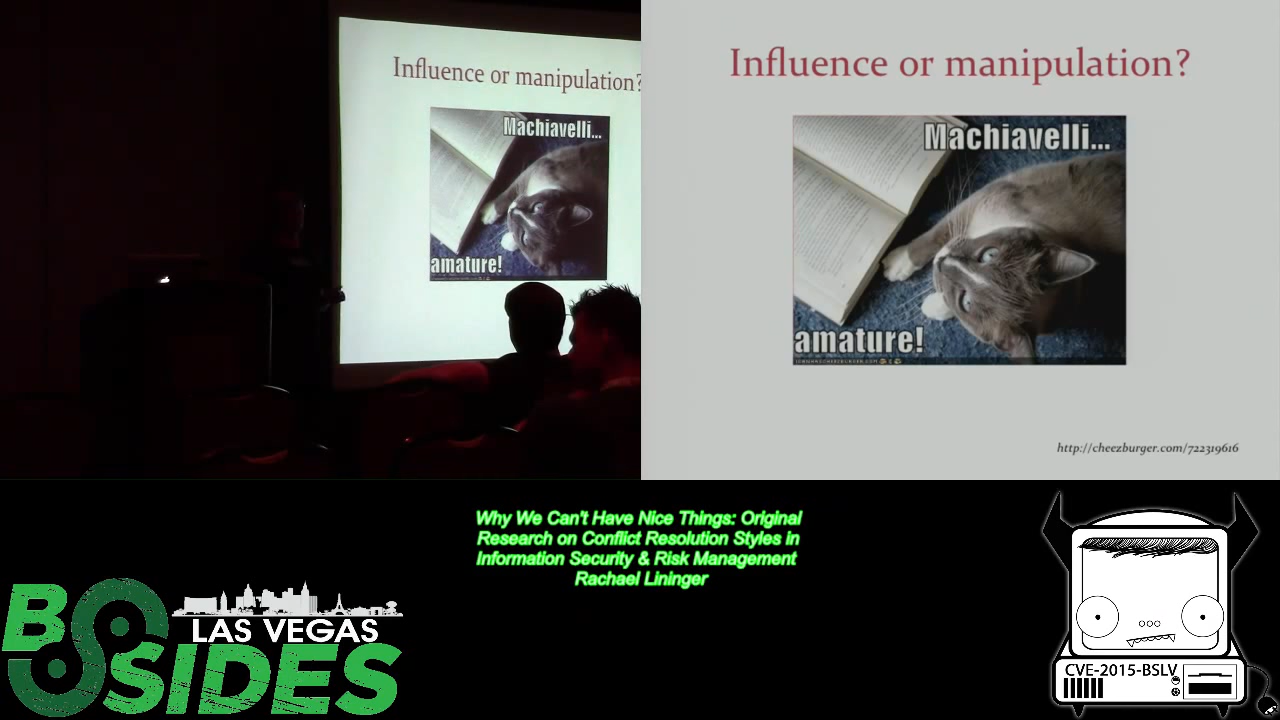 Influence or manipulation?
Machiavelli...
amature!
Influence or manipulation?
Machiavelli...
amature!
http://cheezburger.com/722319616
Why We Can't Have Nice Things: Original
Research on Conflict Resolution Styles in
Information Security & Risk Management
Rachael Lininger
BSIDES
LAS VEGAS
CVE-2015-BSLV